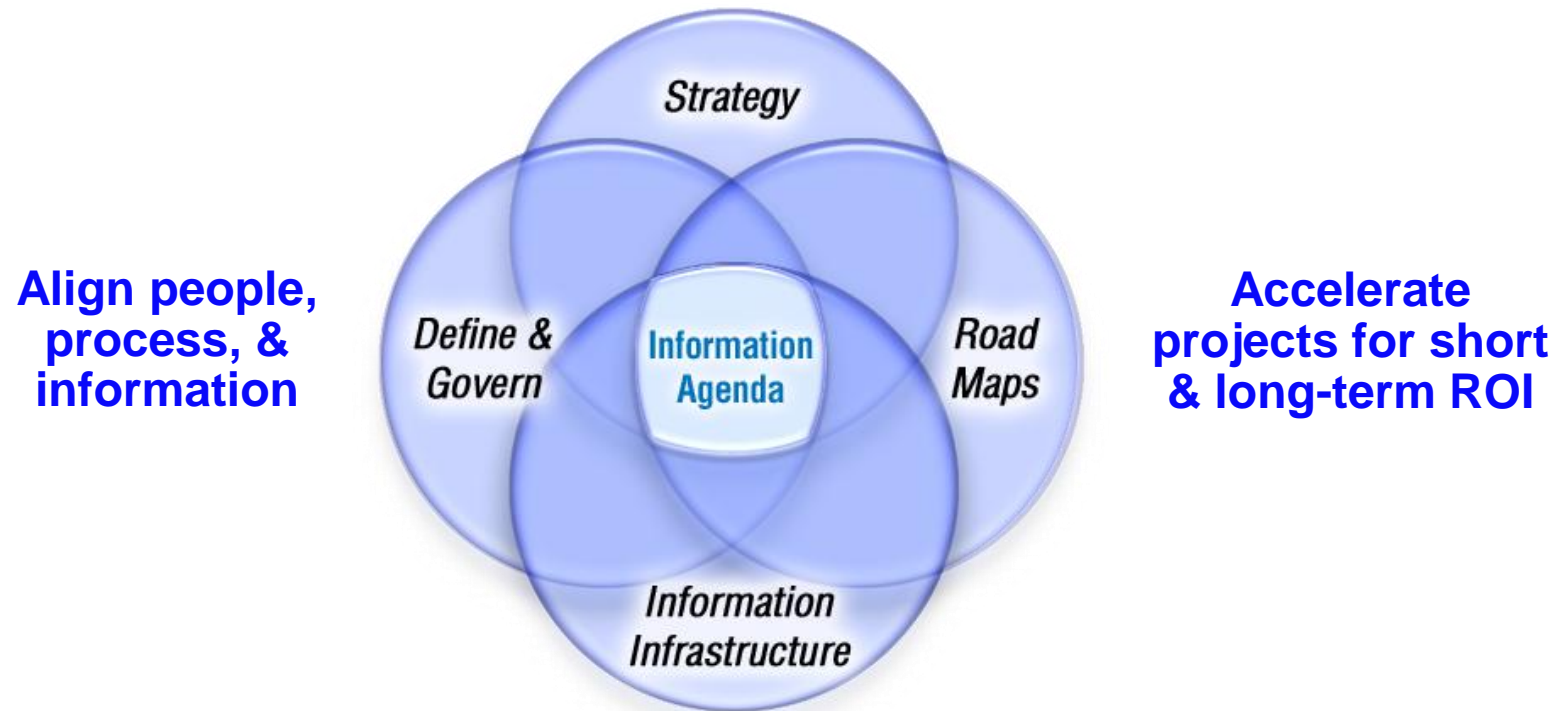 Strategy
Align people,
process, &
information
Define &
Govern
Information
Agenda
Road
Maps
Accelerate
projects for short
& long-term ROI
Information
Infrastructure